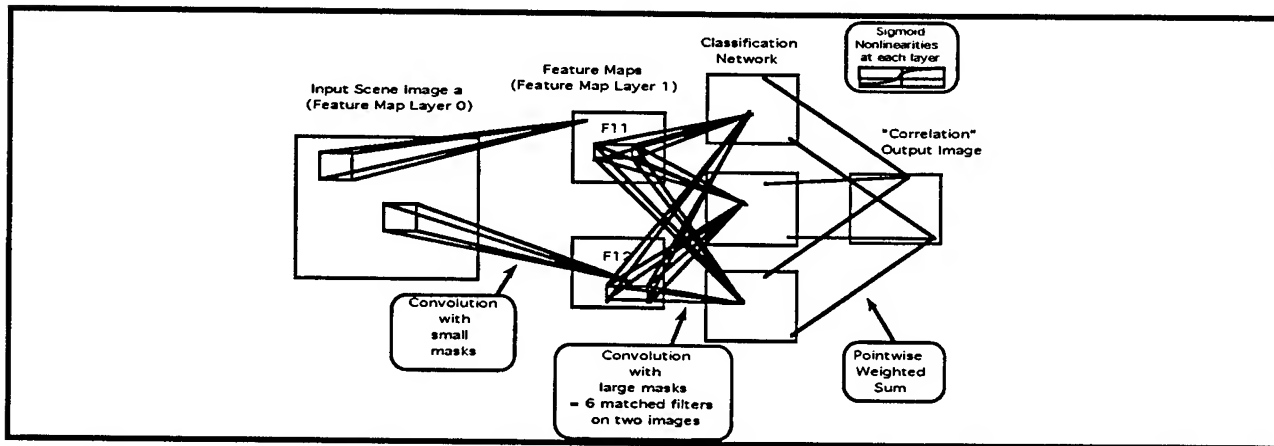 Input Scene Image a
(Feature Map Layer 0)
Feature Maps
(Feature Map Layer 1)
Classification
Network
Sigmoid
Nonlinearities
at each layer
"Correlation"
Output Image
F11
F12
Convolution
with
small
masks
Convolution
with
large masks
= 6 matched filters
on two images
Pointwise
Weighted
Sum